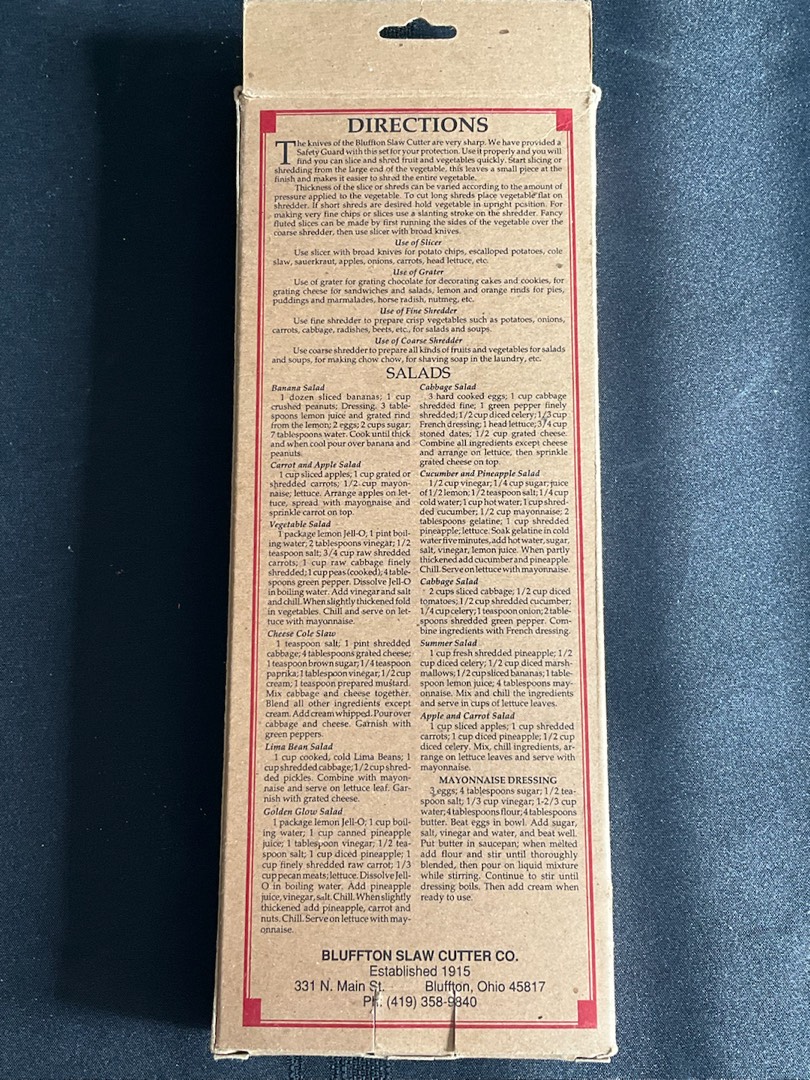 DIRECTIONS
The knives of the Bluffton Slaw Cutter are very sharp. We have provided a
Safety Guard with this set for your protection. Use it properly and you will
find you can slice and shred fruit and vegetables quickly. Start slicing or
shredding from the large end of the vegetable, this leaves a small piece at the
finish and makes it easier to shred the entire vegetable.
Thickness of the slice or shreds can be varied according to the amount of
pressure applied to the vegetable. To cut long shreds place vegetable flat on
shredder. If short shreds are desired hold vegetable in upright position. For
making very fine chips or slices use a slanting stroke on the shredder. Fancy
fluted slices can be made by first running the sides of the vegetable over the
coarse shredder, then use slicer with broad knives.
Use of Slicer
Use slicer with broad knives for potato chips, escalloped potatoes, cole
slaw, sauerkraut, apples, onions, carrots, head lettuce, etc.
Use of Grater
Use of grater for grating chocolate for decorating cakes and cookies, for
grating cheese for sandwiches and salads, lemon and orange rinds for pies,
puddings and marmalades, horse radish, nutmeg, etc.
Use of Fine Shredder
Use fine shredder to prepare crisp vegetables such as potatoes, onions,
carrots, cabbage, radishes, beets, etc., for salads and soups.
Use of Coarse Shredder
Use coarse shredder to prepare all kinds of fruits and vegetables for salads
and soups, for making chow chow, for shaving soap in the laundry, etc.
SALADS
Banana Salad
1 dozen sliced bananas; 1 cup
crushed peanuts; Dressing. 3 table-
spoons lemon juice and grated rind
from the lemon; 2 eggs; 2 cups sugar;
7 tablespoons water. Cook until thick
and when cool pour over banana and
peanuts.
Carrot and Apple Salad
1 cup sliced apples; 1 cup grated or
shredded carrots; 1/2 cup mayon-
naise; lettuce. Arrange apples on let-
tuce, spread with mayonnaise and
sprinkle carrot on top.
Vegetable Salad
1 package lemon Jell-O; 1 pint boil-
ing water; 2 tablespoons vinegar; 1/2
teaspoon salt; 3/4 cup raw shredded
carrots; 1 cup raw cabbage finely
shredded; 1 cup peas (cooked); 4 table-
spoons green pepper. Dissolve Jell-O
in boiling water. Add vinegar and salt
and chill. When slightly thickened fold
in vegetables. Chill and serve on let-
tuce with mayonnaise.
Cheese Cole Slaw
1 teaspoon salt; 1 pint shredded
cabbage; 4 tablespoons grated cheese;
1 teaspoon brown sugar; 1/4 teaspoon
paprika; 1 tablespoon vinegar; 1/2 cup
cream; 1 teaspoon prepared mustard.
Mix cabbage and cheese together.
Blend all other ingredients except
cream. Add cream whipped. Pour over
cabbage and cheese. Garnish with
green peppers.
Lima Bean Salad
1 cup cooked, cold Lima Beans; 1
cup shredded cabbage; 1/2 cup shred-
ded pickles. Combine with mayon-
naise and serve on lettuce leaf. Gar-
nish with grated cheese.
Golden Glow Salad
1 package lemon Jell-O; 1 cup boil-
ing water; 1 cup canned pineapple
juice; 1 tablespoon vinegar; 1/2 tea-
spoon salt; 1 cup diced pineapple; 1
cup finely shredded raw carrot; 1/3
cup pecan meats; lettuce. Dissolve Jell-
O in boiling water. Add pineapple
juice, vinegar, salt. Chill. When slightly
thickened add pineapple, carrot and
nuts. Chill. Serve on lettuce with may-
onnaise.
Cabbage Salad
3 hard cooked eggs; 1 cup cabbage
shredded fine; 1 green pepper finely
shredded; 1/2 cup diced celery; 1/3 cup
French dressing; 1 head lettuce; 3/4 cup
stoned dates; 1/2 cup grated cheese.
Combine all ingredients except cheese
and arrange on lettuce, then sprinkle
grated cheese on top.
Cucumber and Pineapple Salad
1/2 cup vinegar; 1/4 cup sugar; juice
of 1/2 lemon; 1/2 teaspoon salt; 1/4 cup
cold water; 1 cup hot water; 1 cup shred-
ded cucumber; 1/2 cup mayonnaise; 2
tablespoons gelatine; 1 cup shredded
pineapple; lettuce. Soak gelatine in cold
water five minutes, add hot water, sugar,
salt, vinegar, lemon juice. When partly
thickened add cucumber and pineapple.
Chill. Serve on lettuce with mayonnaise.
Cabbage Salad
2 cups sliced cabbage; 1/2 cup diced
tomatoes; 1/2 cup shredded cucumber;
1/4 cup celery; 1 teaspoon onion; 2 table-
spoons shredded green pepper. Com-
bine ingredients with French dressing.
Summer Salad
1 cup fresh shredded pineapple; 1/2
cup diced celery; 1/2 cup diced marsh-
mallows; 1/2 cup sliced bananas; 1 table-
spoon lemon juice; 4 tablespoons may-
onnaise. Mix and chill the ingredients
and serve in cups of lettuce leaves.
Apple and Carrot Salad
1 cup sliced apples; 1 cup shredded
carrots; 1 cup diced pineapple; 1/2 cup
diced celery. Mix, chill ingredients, ar-
range on lettuce leaves and serve with
mayonnaise.
MAYONNAISE DRESSING
3 eggs; 4 tablespoons sugar; 1/2 tea-
spoon salt; 1/3 cup vinegar; 1-2/3 cup
water; 4 tablespoons flour; 4 tablespoons
butter. Beat eggs in bowl. Add sugar,
salt, vinegar and water, and beat well.
Put butter in saucepan; when melted
add flour and stir until thoroughly
blended, then pour on liquid mixture
while stirring. Continue to stir until
dressing boils. Then add cream when
ready to use.
BLUFFTON SLAW CUTTER CO.
Established 1915
331 N. Main St. Bluffton, Ohio 45817
PH: (419) 358-9840